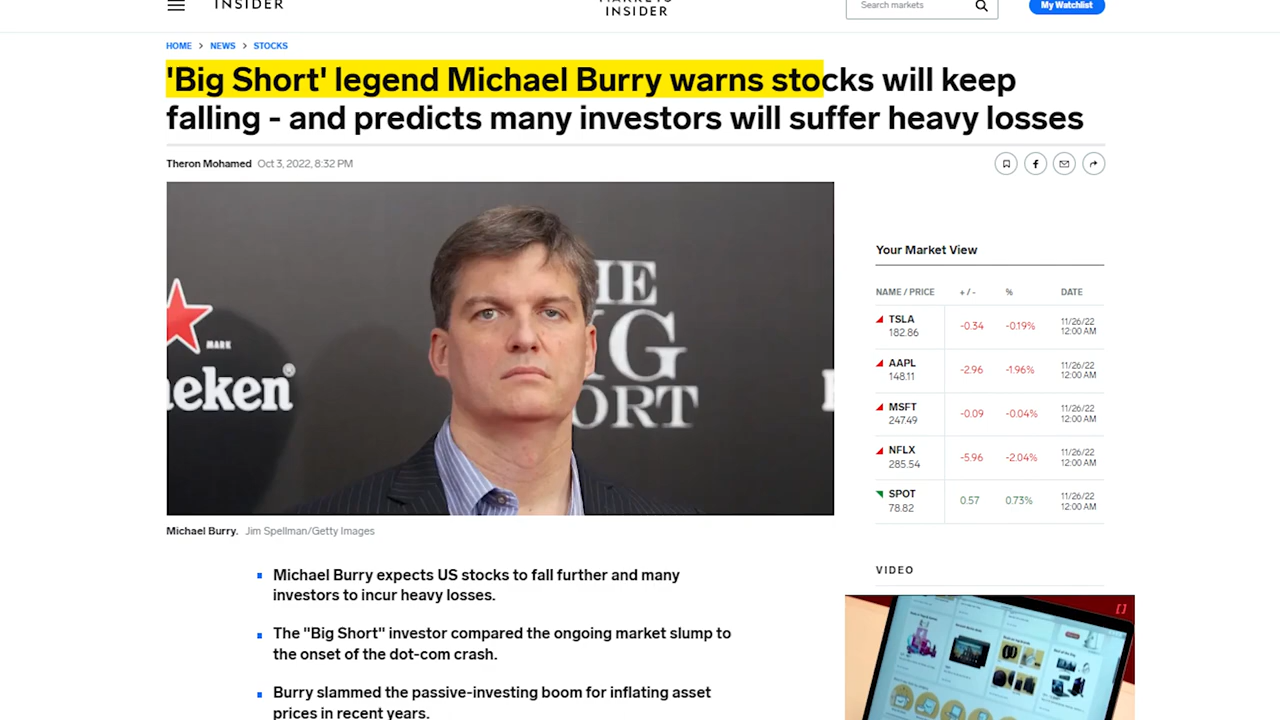 INSIDER
MARKETS
INSIDER
Search markets
My Watchlist
HOME > NEWS > STOCKS
'Big Short' legend Michael Burry warns stocks will keep
falling - and predicts many investors will suffer heavy losses
Theron Mohamed Oct 3, 2022, 8:32 PM
MARK
eken®
THE
BIG
SHORT
Michael Burry. Jim Spellman/Getty Images
Michael Burry expects US stocks to fall further and many
investors to incur heavy losses.
The "Big Short" investor compared the ongoing market slump to
the onset of the dot-com crash.
Burry slammed the passive-investing boom for inflating asset
prices in recent years.
Your Market View
NAME / PRICE + / - % DATE
TSLA
182.86 -0.34 -0.19% 11/26/22
12:00 AM
AAPL
148.11 -2.96 -1.96% 11/26/22
12:00 AM
MSFT
247.49 -0.09 -0.04% 11/26/22
12:00 AM
NFLX
285.54 -5.96 -2.04% 11/26/22
12:00 AM
SPOT
78.82 0.57 0.73% 11/26/22
12:00 AM
VIDEO